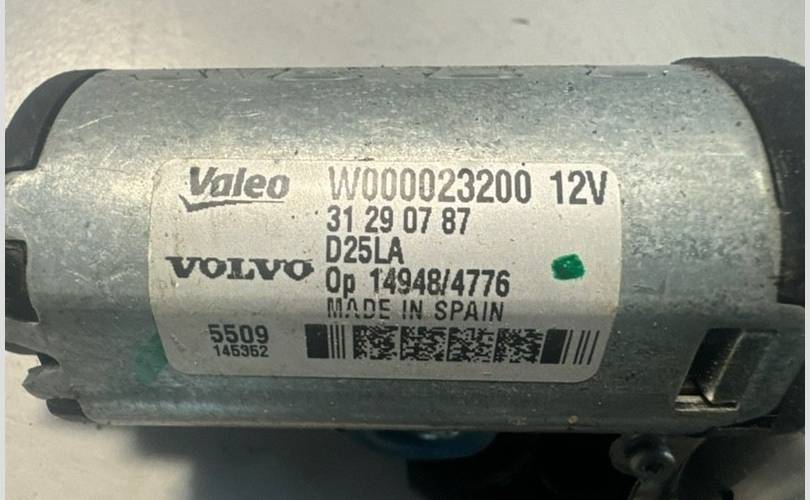 Valeo W000023200 12V
31 29 07 87
D25LA
VOLVO
Op 14948/4776
MADE IN SPAIN
5509
145352